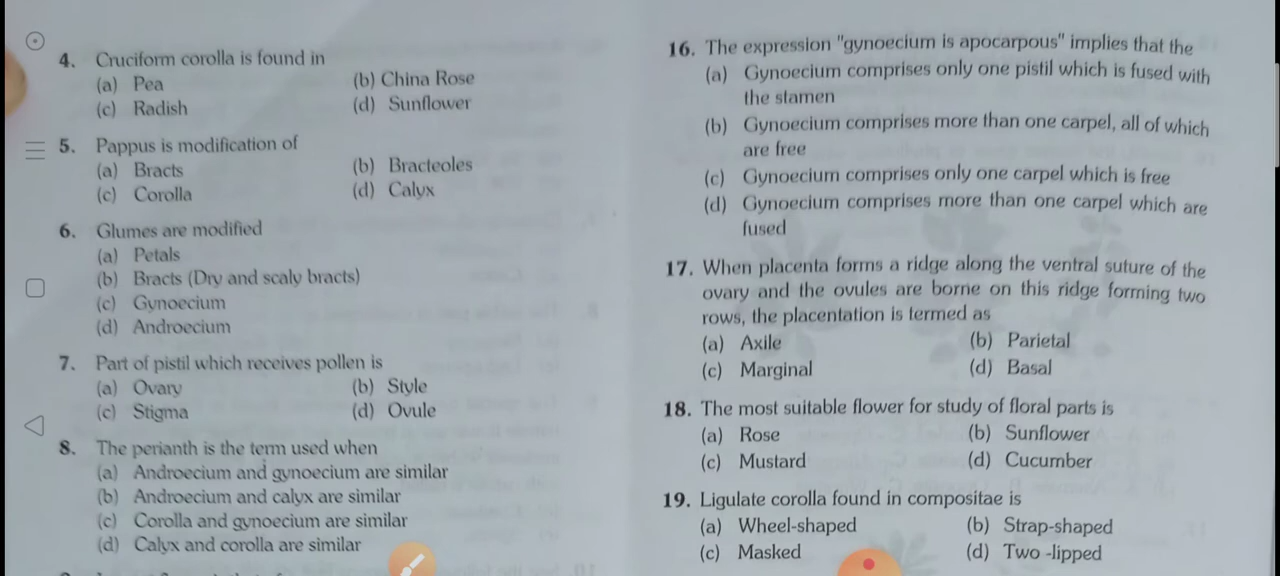 4. Cruciform corolla is found in
(a) Pea (b) China Rose
(c) Radish (d) Sunflower
5. Pappus is modification of
(a) Bracts (b) Bracteoles
(c) Corolla (d) Calyx
6. Glumes are modified
(a) Petals
(b) Bracts (Dry and scaly bracts)
(c) Gynoecium
(d) Androecium
7. Part of pistil which receives pollen is
(a) Ovary (b) Style
(c) Stigma (d) Ovule
8. The perianth is the term used when
(a) Androecium and gynoecium are similar
(b) Androecium and calyx are similar
(c) Corolla and gynoecium are similar
(d) Calyx and corolla are similar
16. The expression "gynoecium is apocarpous" implies that the
(a) Gynoecium comprises only one pistil which is fused with
the stamen
(b) Gynoecium comprises more than one carpel, all of which
are free
(c) Gynoecium comprises only one carpel which is free
(d) Gynoecium comprises more than one carpel which are
fused
17. When placenta forms a ridge along the ventral suture of the
ovary and the ovules are borne on this ridge forming two
rows, the placentation is termed as
(a) Axile (b) Parietal
(c) Marginal (d) Basal
18. The most suitable flower for study of floral parts is
(a) Rose (b) Sunflower
(c) Mustard (d) Cucumber
19. Ligulate corolla found in compositae is
(a) Wheel-shaped (b) Strap-shaped
(c) Masked (d) Two -lipped